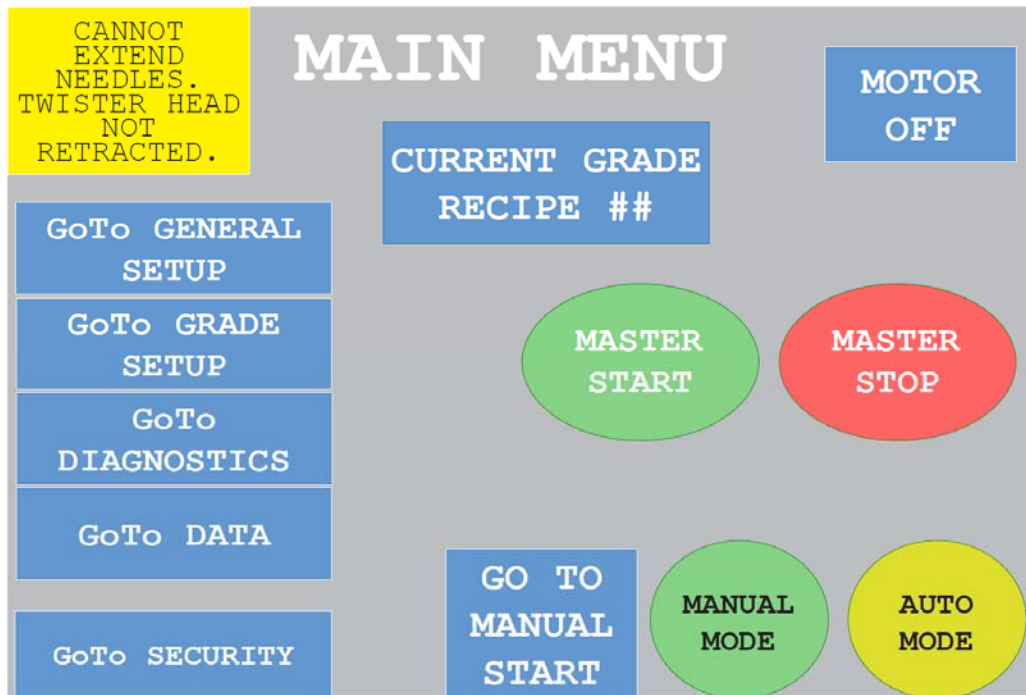 CANNOT
EXTEND
NEEDLES.
TWISTER HEAD
NOT
RETRACTED.
MAIN MENU
MOTOR
OFF
CURRENT GRADE
RECIPE ##
GoTo GENERAL
SETUP
GoTo GRADE
SETUP
GoTo
DIAGNOSTICS
GoTo DATA
GoTo SECURITY
MASTER
START
MASTER
STOP
GO TO
MANUAL
START
MANUAL
MODE
AUTO
MODE